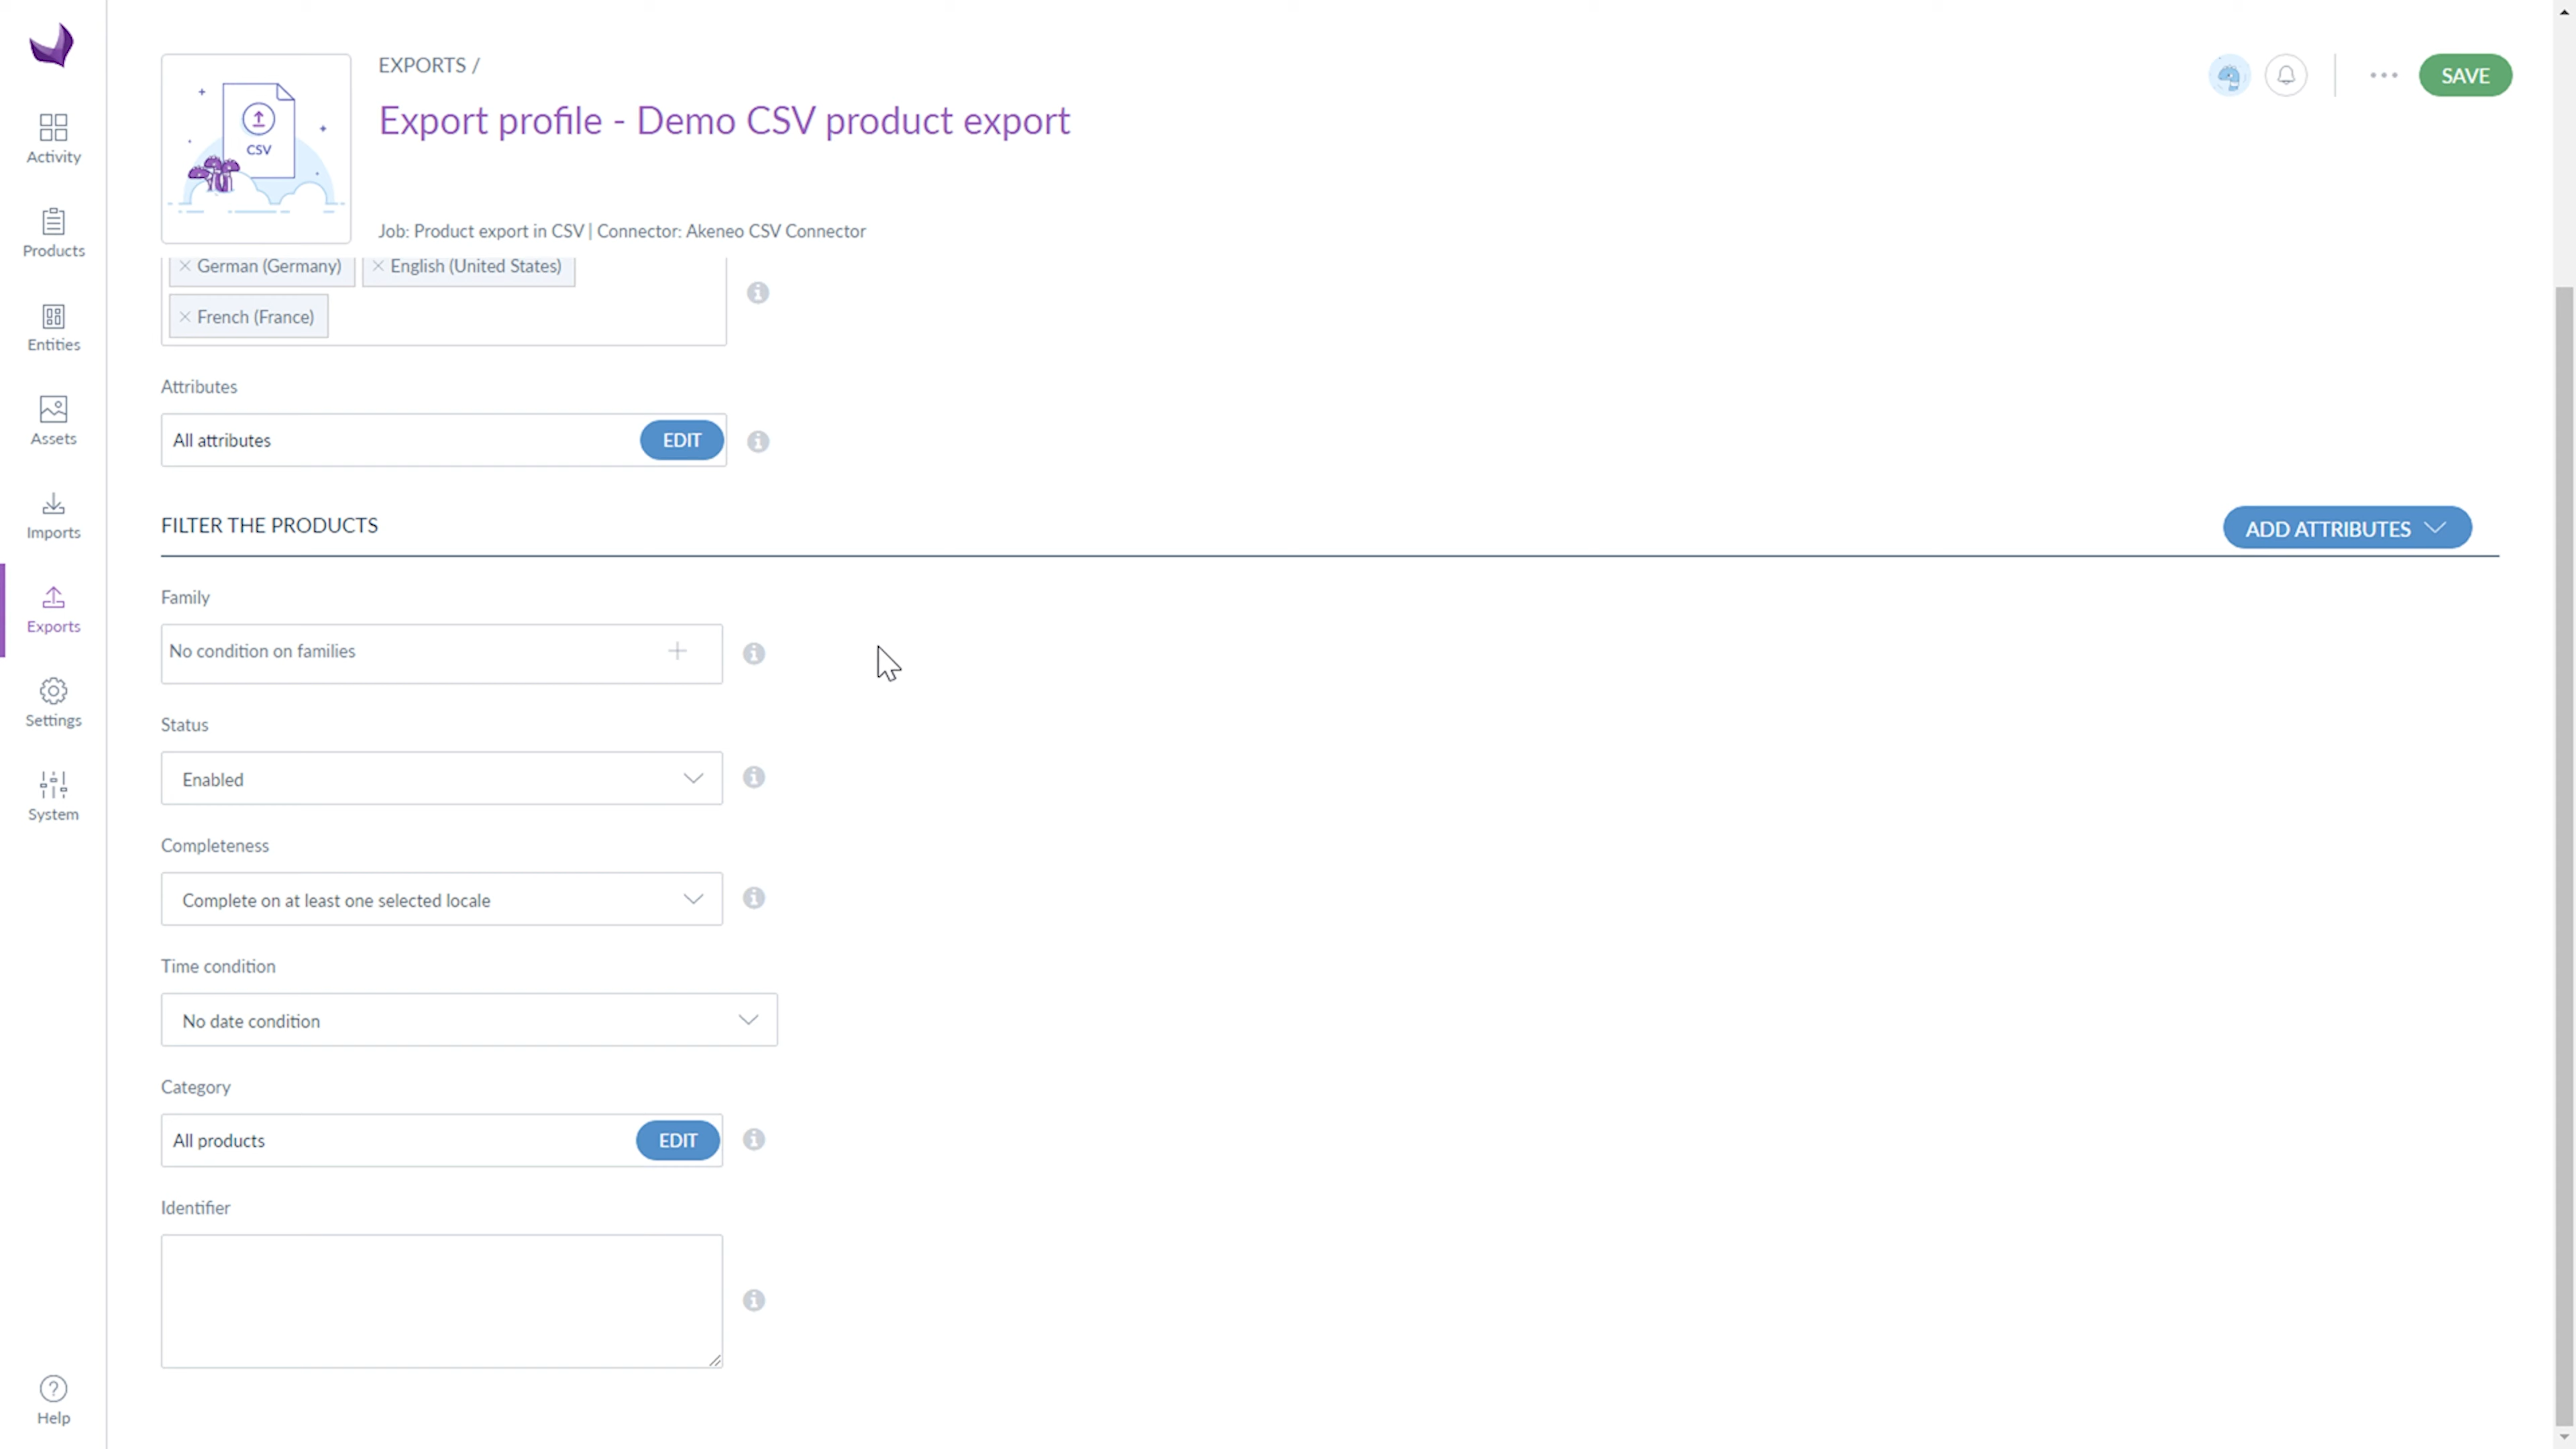 EXPORTS /
Export profile - Demo CSV product export
SAVE
CSV
Job: Product export in CSV | Connector: Akeneo CSV Connector
Activity
Products
Entities
Assets
Imports
Exports
Settings
System
Help
× German (Germany) × English (United States)
× French (France)
Attributes
All attributes EDIT
FILTER THE PRODUCTS ADD ATTRIBUTES
Family
No condition on families
Status
Enabled
Completeness
Complete on at least one selected locale
Time condition
No date condition
Category
All products EDIT
Identifier